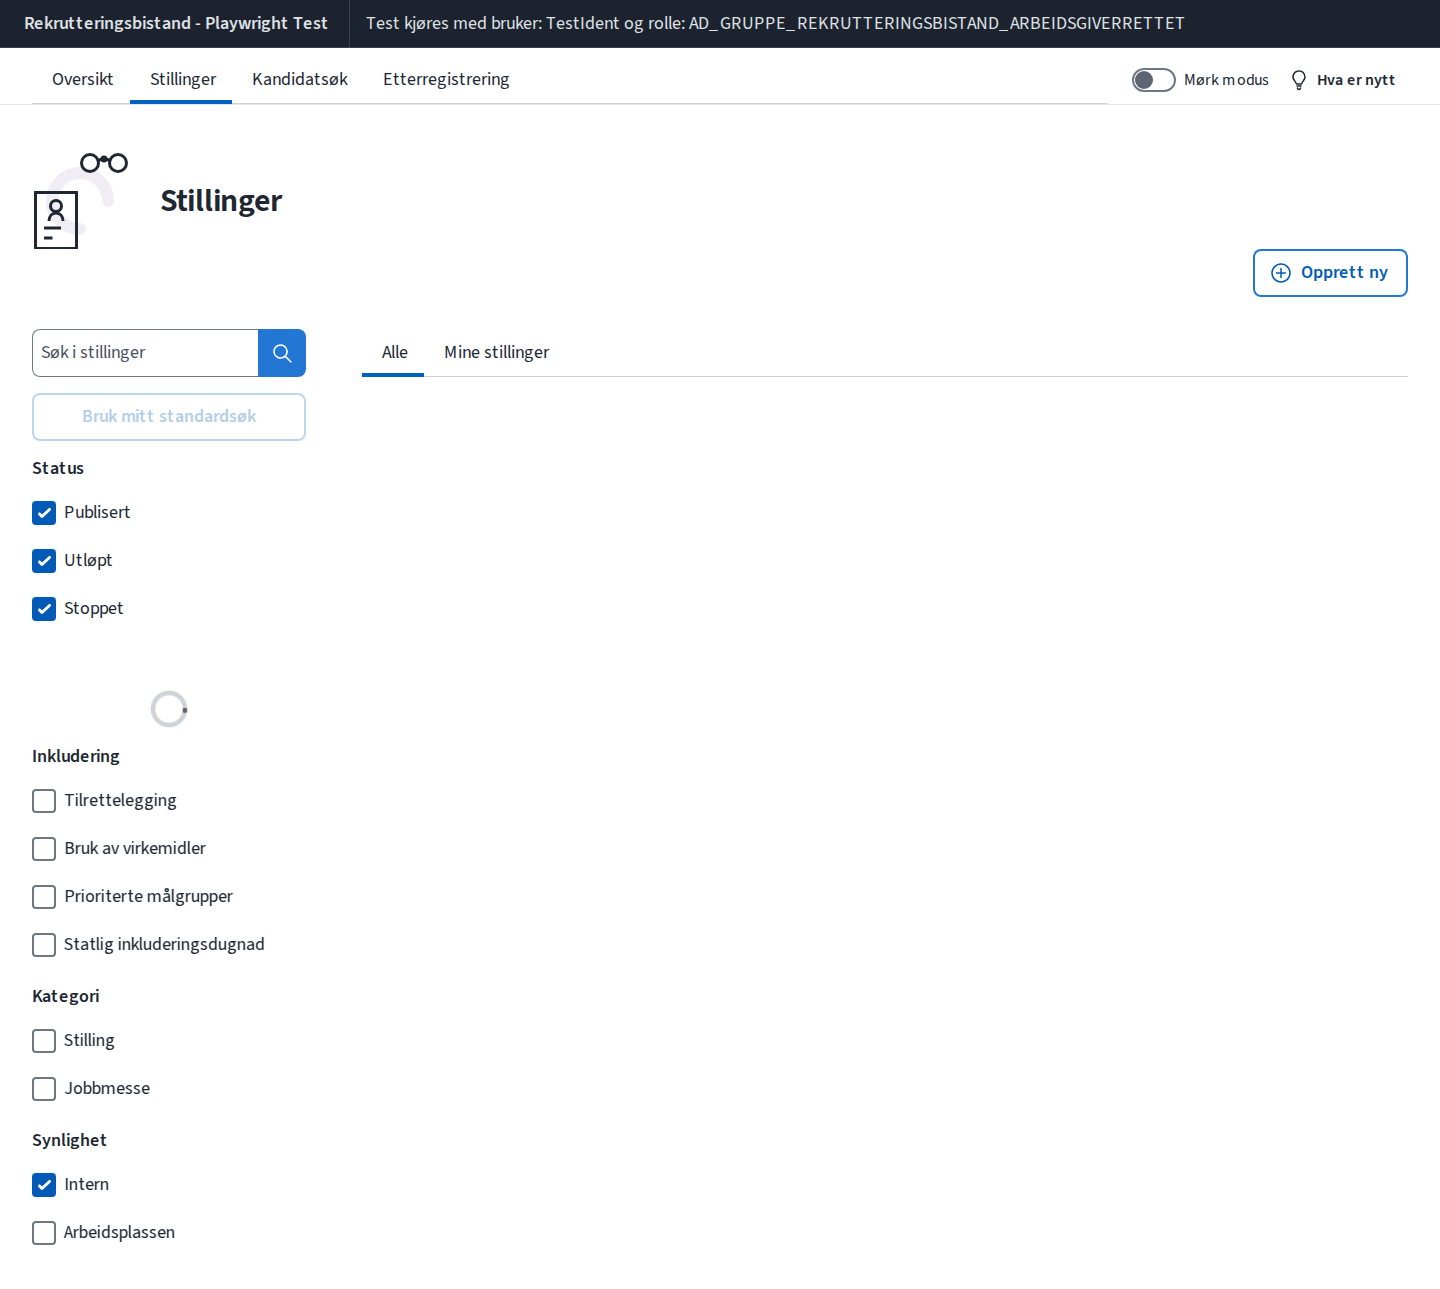 Rekrutteringsbistand - Playwright Test
Test kjøres med bruker: TestIdent og rolle: AD_GRUPPE_REKRUTTERINGSBISTAND_ARBEIDSGIVERRETTET
Oversikt
Stillinger
Kandidatsøk
Etterregistrering
Mørk modus
Hva er nytt
Stillinger
Opprett ny
Søk i stillinger
Alle
Mine stillinger
Bruk mitt standardsøk
Status
Publisert
Utløpt
Stoppet
Inkludering
Tilrettelegging
Bruk av virkemidler
Prioriterte målgrupper
Statlig inkluderingsdugnad
Kategori
Stilling
Jobbmesse
Synlighet
Intern
Arbeidsplassen